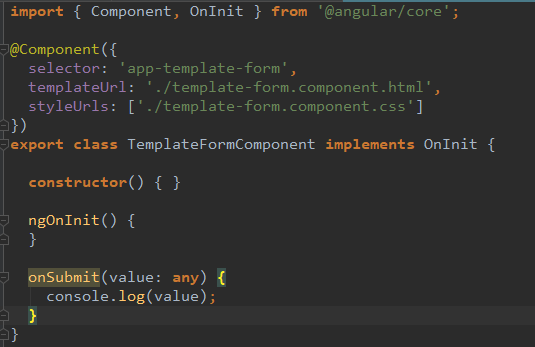 import { Component, OnInit } from '@angular/core';
@Component({
selector: 'app-template-form',
templateUrl: './template-form.component.html',
styleUrls: ['./template-form.component.css']
})
export class TemplateFormComponent implements OnInit {
constructor() { }
ngOnInit() {
}
onSubmit(value: any) {
console.log(value);
}
}